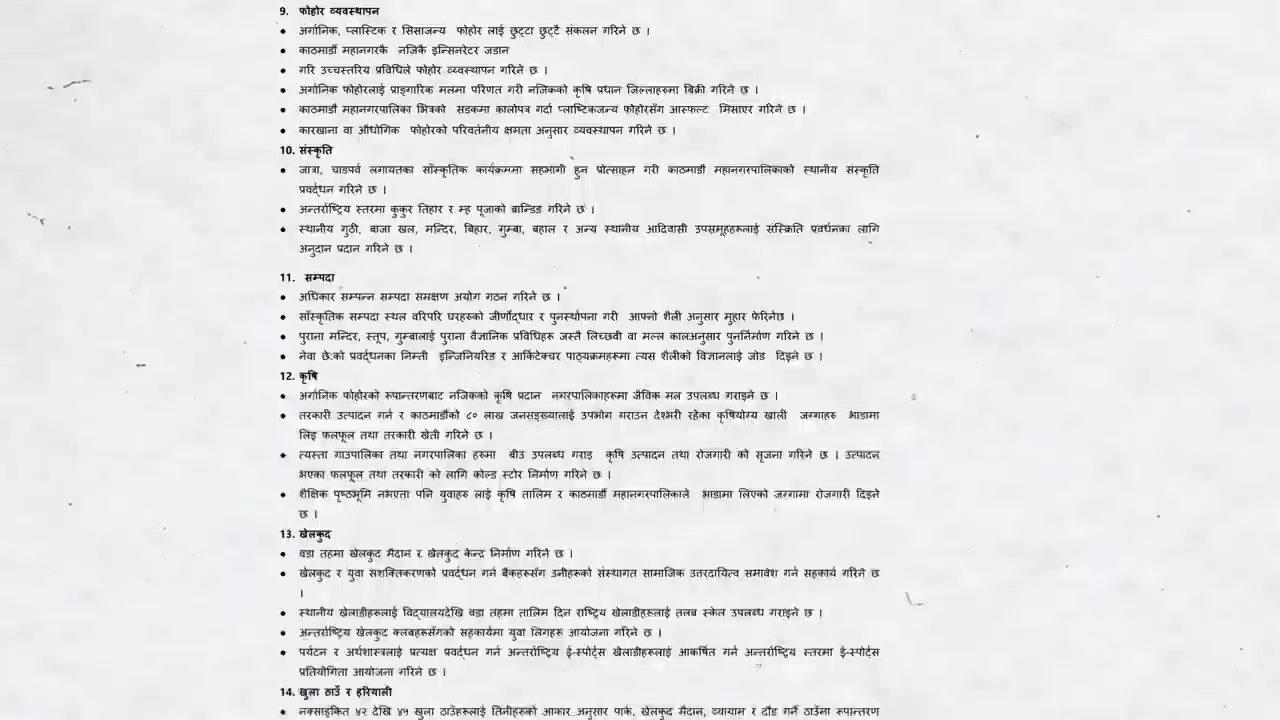 9. फोहोर व्यवस्थापन
• अर्गानिक, प्लास्टिक र सिसाजन्य फोहोर लाई छुट्टा छुट्टै संकलन गरिने छ ।
• काठमाडौं महानगरकै नजिकै इन्सिनरेटर जडान
• गरि उच्चस्तरिय प्रविधिले फोहोर व्यवस्थापन गरिने छ ।
• अर्गानिक फोहोरलाई प्राङ्गारिक मलमा परिणत गरी नजिकको कृषि प्रधान जिल्लाहरुमा बिक्री गरिने छ ।
• काठमाडौं महानगरपालिका भित्रको सडकमा कालोपत्र गर्दा प्लाष्टिकजन्य फोहोरसँग आस्फल्ट मिसाएर गरिने छ ।
• कारखाना वा औधोगिक फोहोरको परिवर्तनीय क्षमता अनुसार व्यवस्थापन गरिने छ ।
10. संस्कृति
• जात्रा, चाडपर्व लगायतका साँस्कृतिक कार्यक्रममा सहभागी हुन प्रोत्साहन गरी काठमाडौं महानगरपालिकाको स्थानीय संस्कृति
प्रवर्द्धन गरिने छ ।
• अन्तर्राष्ट्रिय स्तरमा कुकुर तिहार र म्ह पूजाको ब्रान्डिङ गरिने छ ।
• स्थानीय गुठी, बाजा खल, मन्दिर, बिहार, गुम्बा, बहाल र अन्य स्थानीय आदिवासी उपसमूहहरूलाई संस्क्रिति प्रवर्धनका लागि
अनुदान प्रदान गरिने छ ।
11. सम्पदा
• अधिकार सम्पन्न सम्पदा संमक्षण अयोग गठन गरिने छ ।
• साँस्कृतिक सम्पदा स्थल वरिपरि घरहरुको जीर्णोद्धार र पुनर्स्थापना गरी आफ्नो शैली अनुसार मुहार फेरिनेछ ।
• पुराना मन्दिर, स्तूप, गुम्बालाई पुराना वैज्ञानिक प्रविधिहरू जस्तै लिच्छवी वा मल्ल कालअनुसार पुनर्निर्माण गरिने छ ।
• नेवा छे:को प्रवर्द्धनका निम्ती इन्जिनियरिङ र आर्किटेक्चर पाठ्यक्रमहरूमा त्यस शैलीको विज्ञानलाई जोड दिइने छ ।
12. कृषि
• अर्गानिक फोहोरको रूपान्तरणबाट नजिकको कृषि प्रदान नगरपालिकाहरूमा जैविक मल उपलब्ध गराइने छ ।
• तरकारी उत्पादन गर्न र काठमाडौंको ८० लाख जनसङ्ख्यालाई उपभोग गराउन देशभरी रहेका कृषियोग्य खाली जग्गाहरु भाडामा
लिइ फलफूल तथा तरकारी खेती गरिने छ ।
• त्यस्ता गाउपालिका तथा नगरपालिका हरुमा बीउ उपलब्ध गराइ कृषि उत्पादन तथा रोजगारी को सृजना गरिने छ । उत्पादन
भएका फलफूल तथा तरकारी को लागि कोल्ड स्टोर निर्माण गरिने छ ।
• शैक्षिक पृष्ठभूमि नभएता पनि युवाहरु लाई कृषि तालिम र काठमाडौं महानगरपालिकाले भाडामा लिएको जग्गामा रोजगारी दिइने
छ ।
13. खेलकुद
• वडा तहमा खेलकुद मैदान र खेलकुद केन्द्र निर्माण गरिने छ ।
• खेलकुद र युवा सशक्तिकरणको प्रवर्द्धन गर्न बैंकहरूसँग उनीहरूको संस्थागत सामाजिक उत्तरदायित्व समावेश गर्न सहकार्य गरिने छ
।
• स्थानीय खेलाडीहरूलाई विद्यालयदेखि वडा तहमा तालिम दिन राष्ट्रिय खेलाडीहरूलाई तलब स्केल उपलब्ध गराइने छ ।
• अन्तर्राष्ट्रिय खेलकुद क्लबहरूसँगको सहकार्यमा युवा लिगहरू आयोजना गरिने छ ।
• पर्यटन र अर्थशास्त्रलाई प्रत्यक्ष प्रवर्द्धन गर्न अन्तर्राष्ट्रिय ई-स्पोर्ट्स खेलाडीहरूलाई आकर्षित गर्न अन्तर्राष्ट्रिय स्तरमा ई-स्पोर्ट्स
प्रतियोगिता आयोजना गरिने छ ।
14. खुला ठाउँ र हरियाली
• नक्साङ्कित ४२ देखि ४५ खुला ठाउँहरूलाई तिनीहरुको आकार अनुसार पार्क, खेलकुद मैदान, व्यायाम र दौड गर्ने ठाउँमा रूपान्तरण